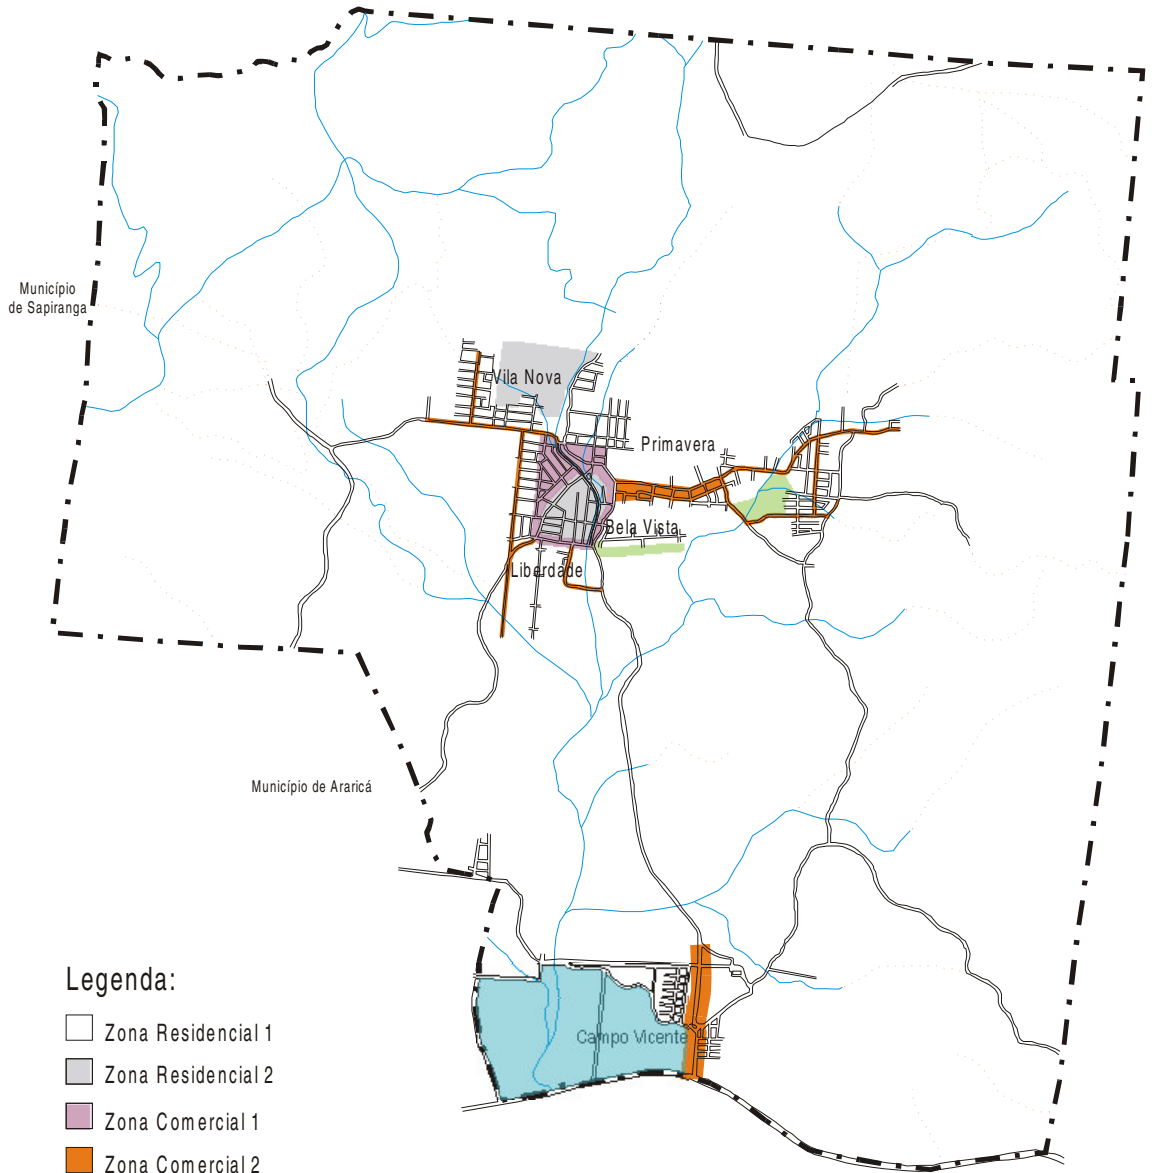 Município
de Sapiranga
Vila Nova
Primavera
Bela Vista
Liberdade
Município de Araricá
Campo Vicente
Legenda:
Zona Residencial 1
Zona Residencial 2
Zona Comercial 1
Zona Comercial 2